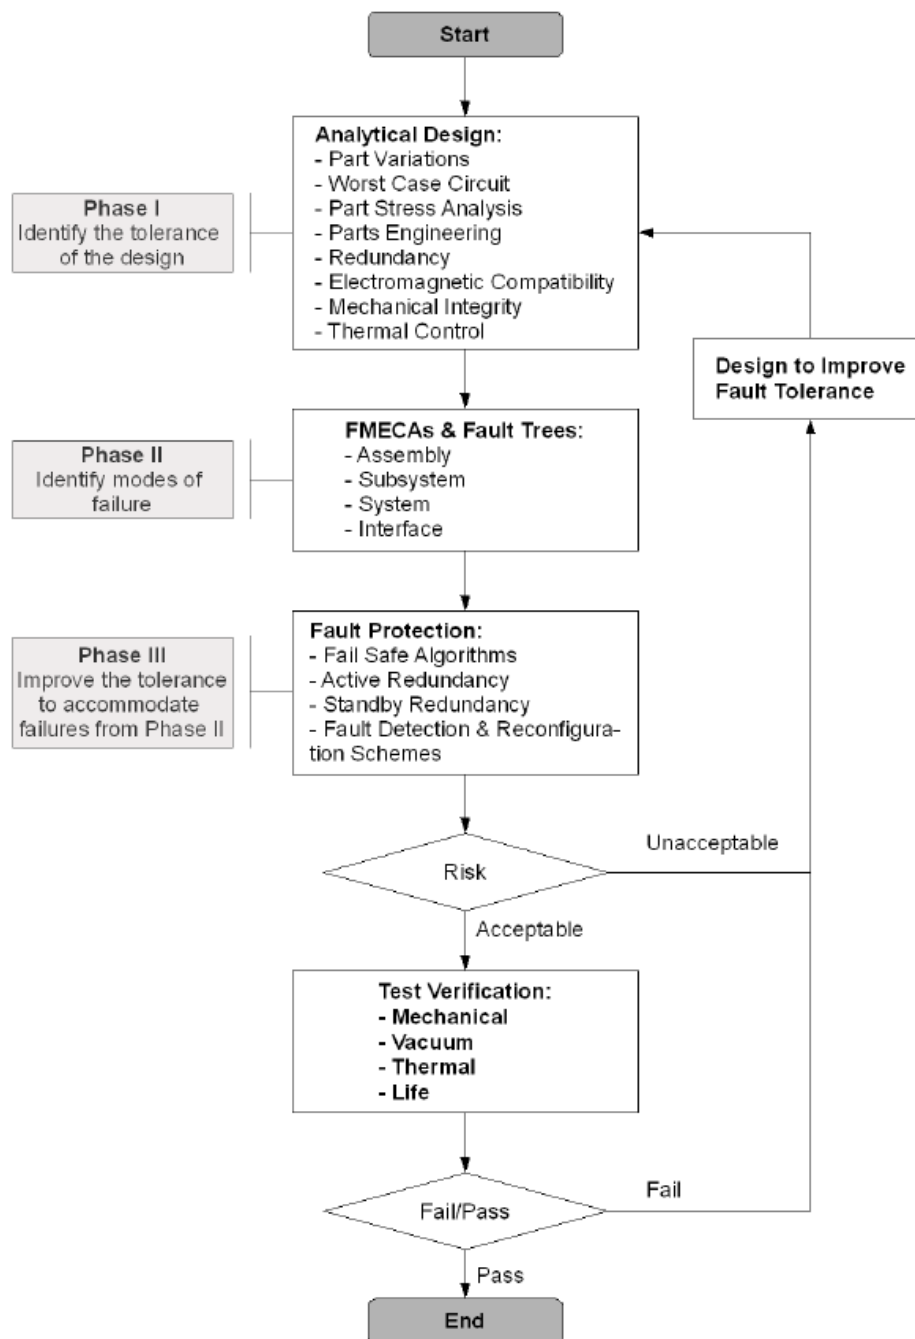 Start
Analytical Design:
- Part Variations
- Worst Case Circuit
- Part Stress Analysis
- Parts Engineering
- Redundancy
- Electromagnetic Compatibility
- Mechanical Integrity
- Thermal Control
Phase I
Identify the tolerance
of the design
Design to Improve
Fault Tolerance
FMECAs & Fault Trees:
- Assembly
- Subsystem
- System
- Interface
Phase II
Identify modes of
failure
Fault Protection:
- Fail Safe Algorithms
- Active Redundancy
- Standby Redundancy
- Fault Detection & Reconfigura-
tion Schemes
Phase III
Improve the tolerance
to accommodate
failures from Phase II
Risk
Unacceptable
Acceptable
Test Verification:
- Mechanical
- Vacuum
- Thermal
- Life
Fail/Pass
Fail
Pass
End